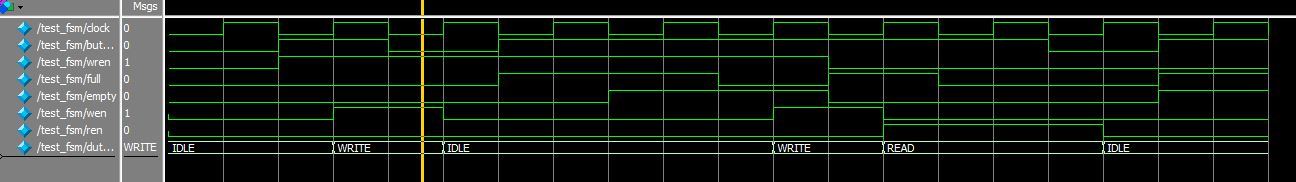 Msgs
/test_fsm/clock 0
/test_fsm/but... 0
/test_fsm/wren 1
/test_fsm/full 0
/test_fsm/empty 0
/test_fsm/wen 1
/test_fsm/ren 0
/test_fsm/dut... WRITE IDLE WRITE IDLE WRITE READ IDLE